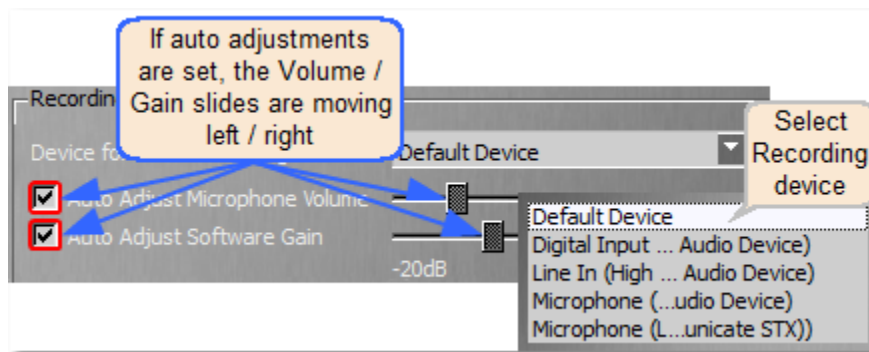 If auto adjustments
are set, the Volume /
Gain slides are moving
left / right
Recording
Device fo
Default Device
Select
Recording
device
Auto Adjust Microphone Volume
Auto Adjust Software Gain
-20dB
Default Device
Digital Input ... Audio Device)
Line In (High ... Audio Device)
Microphone (...udio Device)
Microphone (L...unicate STX))